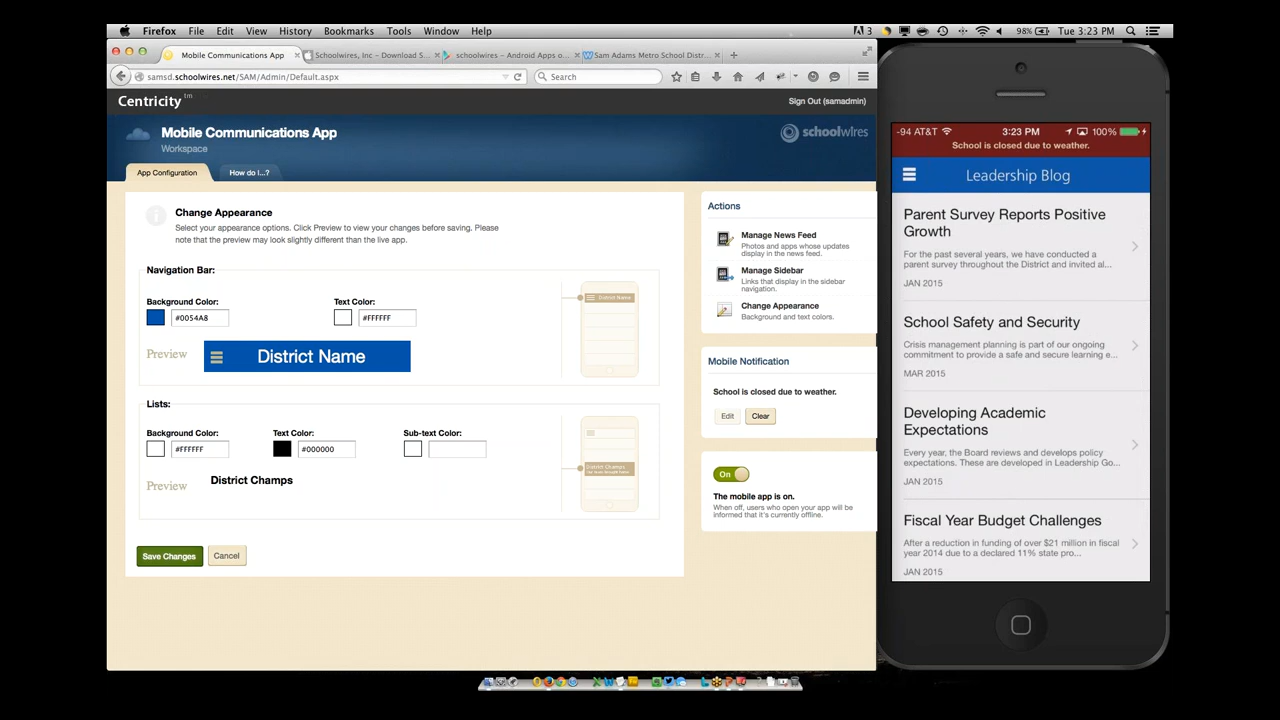 Firefox File Edit View History Bookmarks Tools Window Help
3 98% Tue 3:23 PM
Mobile Communications App
Schoolwires, Inc – Download S...
schoolwires – Android Apps o...
Sam Adams Metro School Distr...
samsd.schoolwires.net/SAM/Admin/Default.aspx
Search
Centricity ™
Sign Out (samadmin)
Mobile Communications App
Workspace
schoolwires
App Configuration
How do I...?
Change Appearance
Select your appearance options. Click Preview to view your changes before saving. Please
note that the preview may look slightly different than the live app.
Navigation Bar:
Background Color:
Text Color:
#0054A8
#FFFFFF
District Name
Preview
District Name
Lists:
Background Color:
Text Color:
Sub-text Color:
#FFFFFF
#000000
District Champs
Preview
District Champs
Save Changes
Cancel
Actions
Manage News Feed
Photos and apps whose updates
display in the news feed.
Manage Sidebar
Links that display in the sidebar
navigation.
Change Appearance
Background and text colors.
Mobile Notification
School is closed due to weather.
Edit
Clear
On
The mobile app is on.
When off, users who open your app will be
informed that it's currently offline.
-94 AT&T 3:23 PM 100%
School is closed due to weather.
Leadership Blog
Parent Survey Reports Positive
Growth
For the past several years, we have conducted a
parent survey throughout the District and invited al...
JAN 2015
School Safety and Security
Crisis management planning is part of our ongoing
commitment to provide a safe and secure learning e...
MAR 2015
Developing Academic
Expectations
Every year, the Board reviews and develops policy
expectations. These are developed in Leadership Go...
JAN 2015
Fiscal Year Budget Challenges
After a reduction in funding of over $21 million in fiscal
year 2014 due to a declared 11% state pro...
JAN 2015